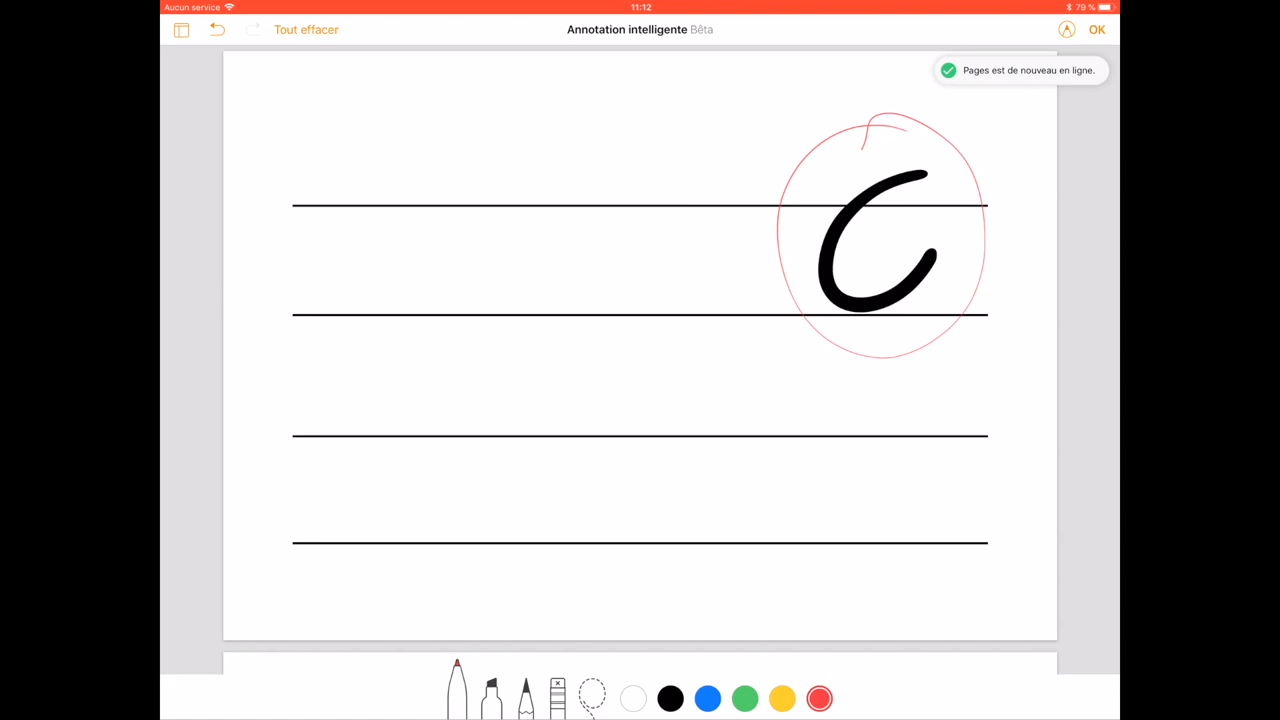 Aucun service 11:12 79 %
Tout effacer Annotation intelligente Bêta OK
Pages est de nouveau en ligne.
c